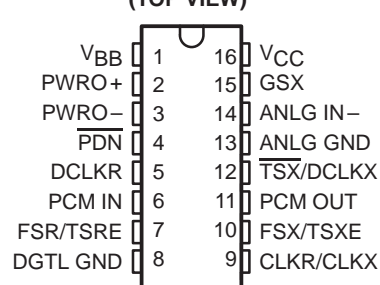 (TOP VIEW)
VBB 1 16 VCC
PWRO+ 2 15 GSX
PWRO– 3 14 ANLG IN–
PDN 4 13 ANLG GND
DCLKR 5 12 TSX/DCLKX
PCM IN 6 11 PCM OUT
FSR/TSRE 7 10 FSX/TSXE
DGTL GND 8 9 CLKR/CLKX